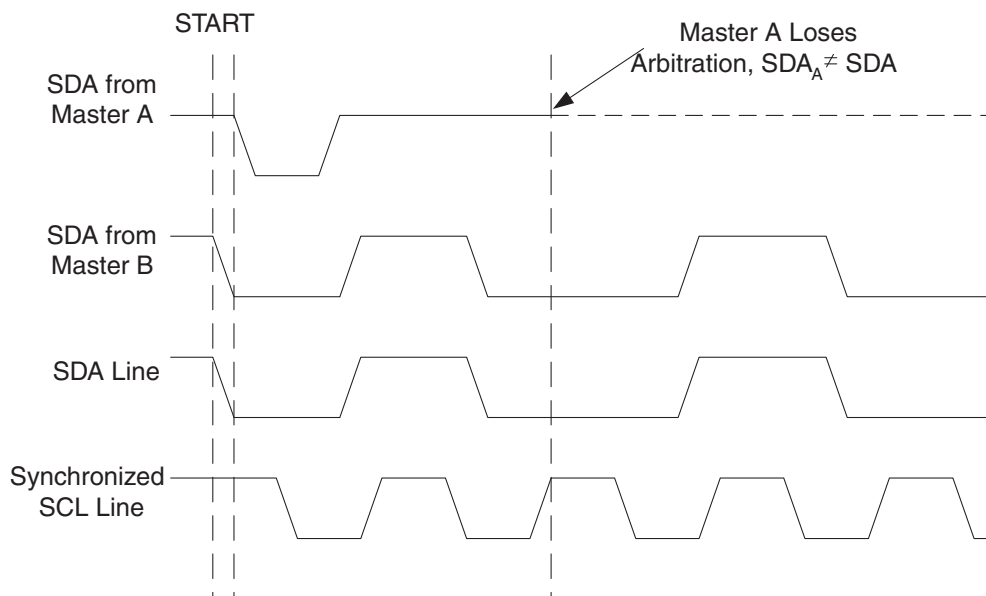 START
Master A Loses
Arbitration, SDA_A ≠ SDA
SDA from
Master A
SDA from
Master B
SDA Line
Synchronized
SCL Line